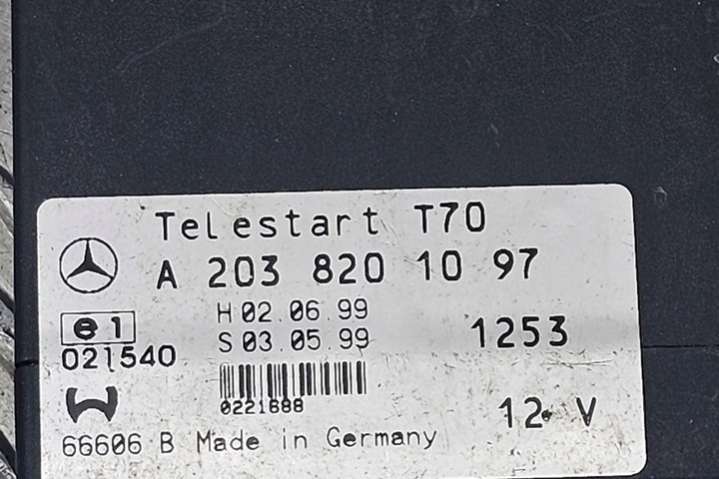 Telestart T70
A 203 820 10 97
H 02.06.99
e1
S 03.05.99
1253
021540
0221688
12 V
66606 B Made in Germany